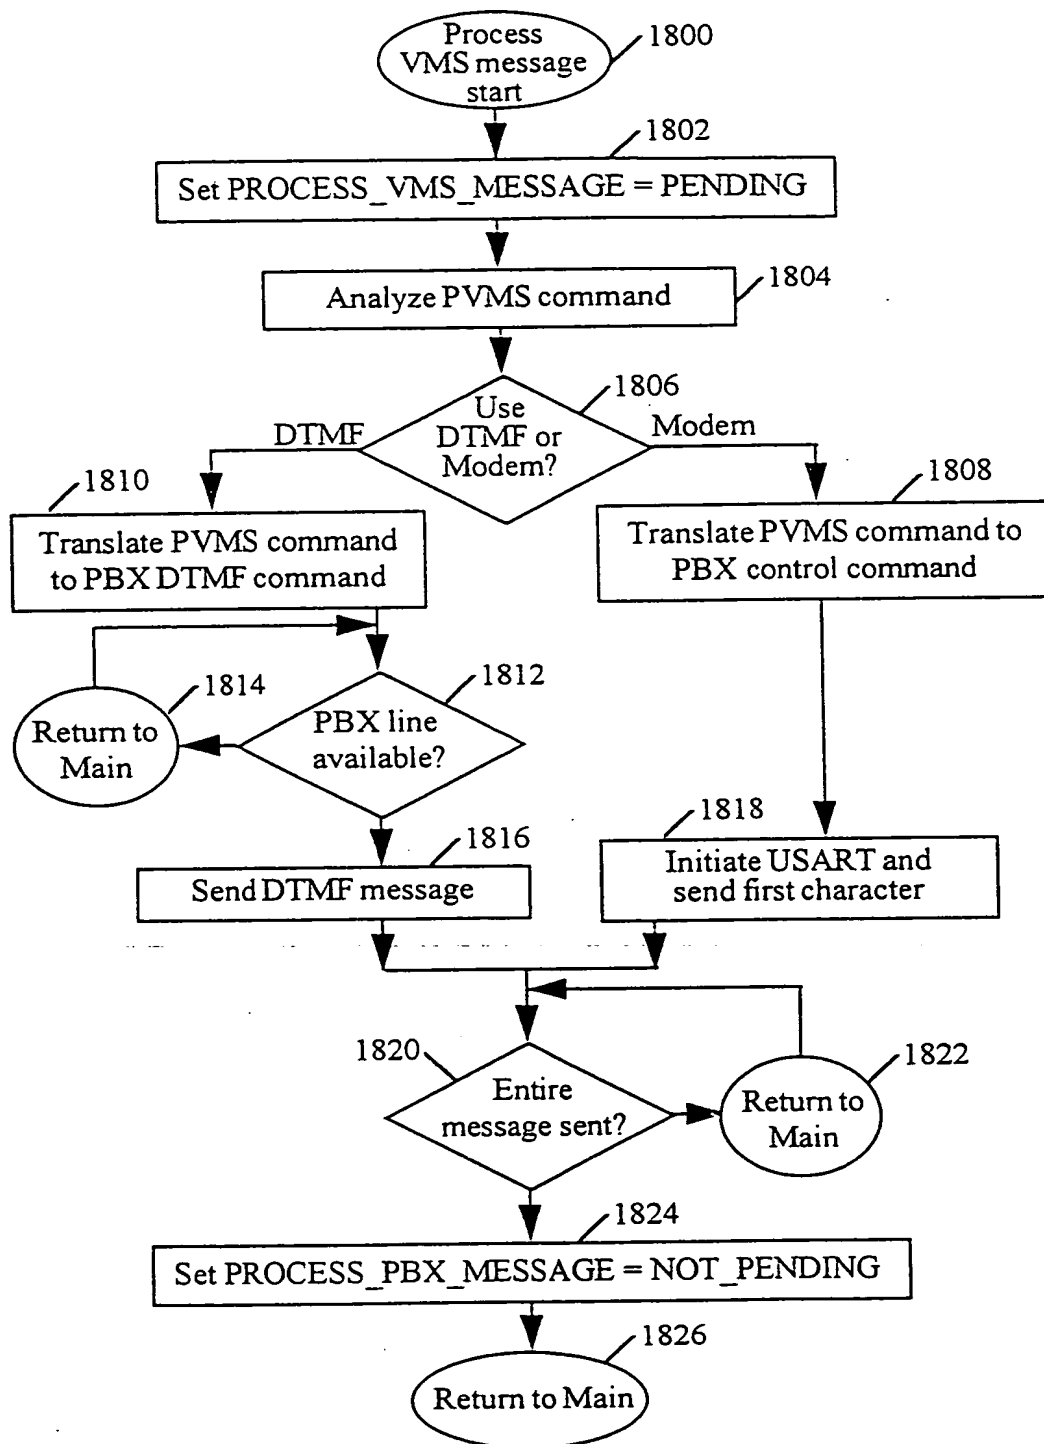 Process
VMS message
start
1800
1802
Set PROCESS_VMS_MESSAGE = PENDING
1804
Analyze PVMS command
1806
Use
DTMF or
Modem?
DTMF
Modem
1810
1808
Translate PVMS command
to PBX DTMF command
Translate PVMS command to
PBX control command
1814
1812
Return to
Main
PBX line
available?
1816
1818
Send DTMF message
Initiate USART and
send first character
1820
1822
Entire
message sent?
Return to
Main
1824
Set PROCESS_PBX_MESSAGE = NOT_PENDING
1826
Return to Main